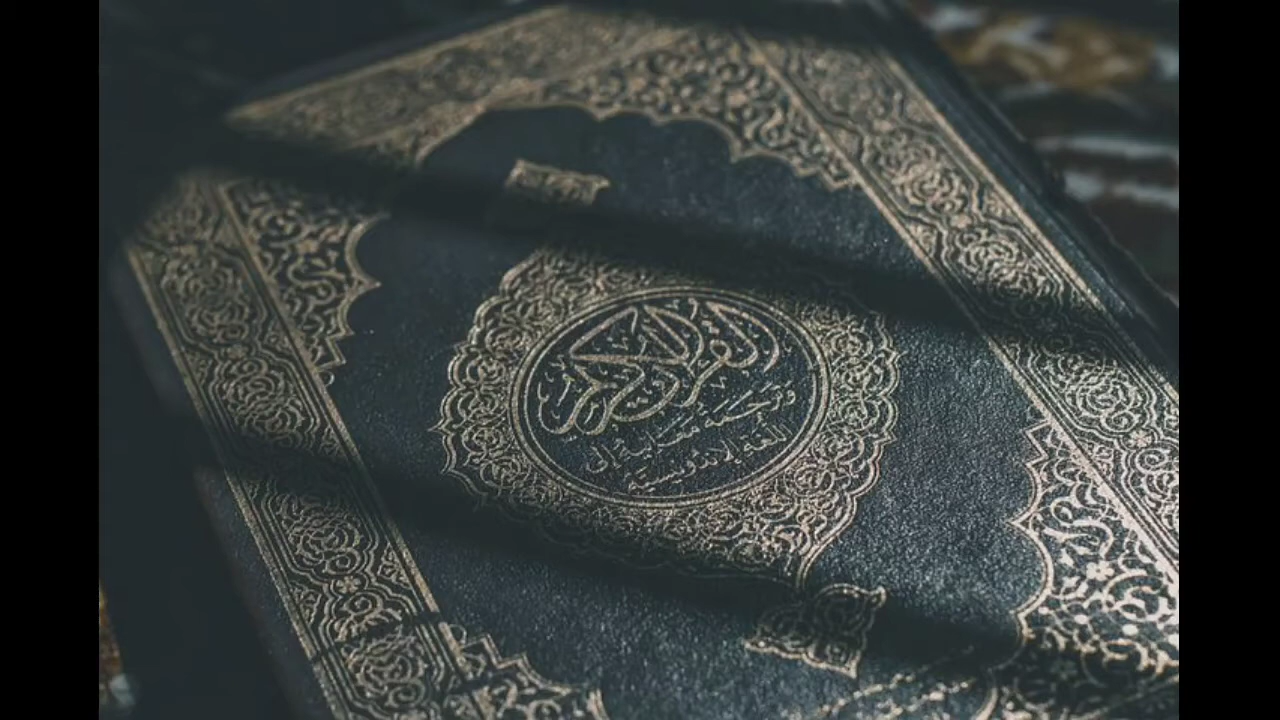 القرآن الكريم
وترجمة معانيه إلى
اللغة الإندونيسية